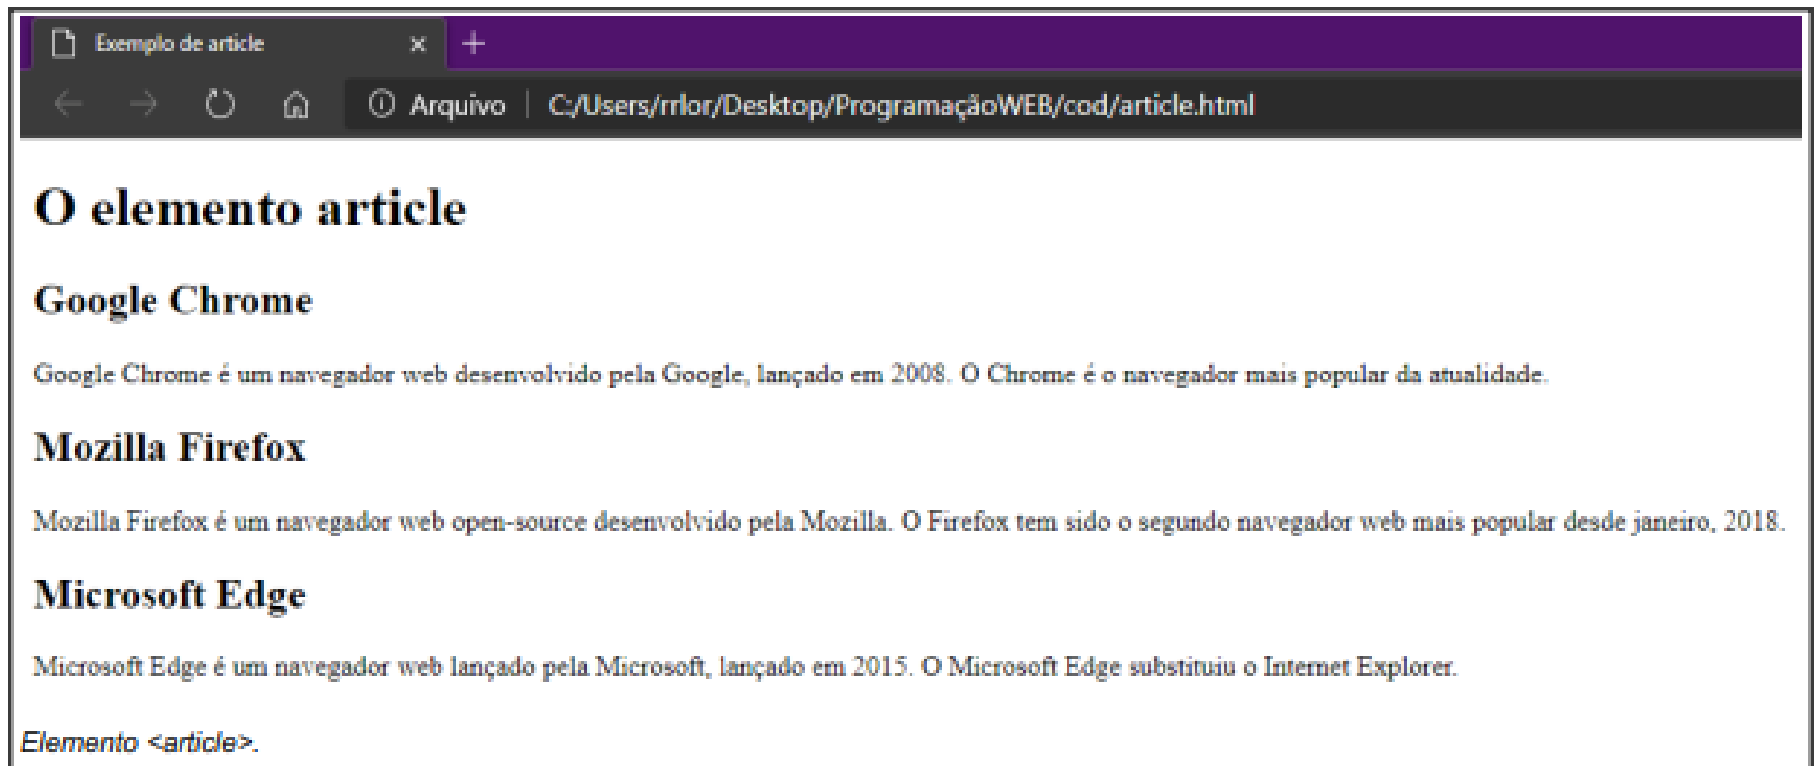 Exemplo de article
Arquivo | C:/Users/rrlor/Desktop/ProgramaçãoWEB/cod/article.html
O elemento article
Google Chrome
Google Chrome é um navegador web desenvolvido pela Google, lançado em 2008. O Chrome é o navegador mais popular da atualidade.
Mozilla Firefox
Mozilla Firefox é um navegador web open-source desenvolvido pela Mozilla. O Firefox tem sido o segundo navegador web mais popular desde janeiro, 2018.
Microsoft Edge
Microsoft Edge é um navegador web lançado pela Microsoft, lançado em 2015. O Microsoft Edge substituiu o Internet Explorer.
Elemento <article>.